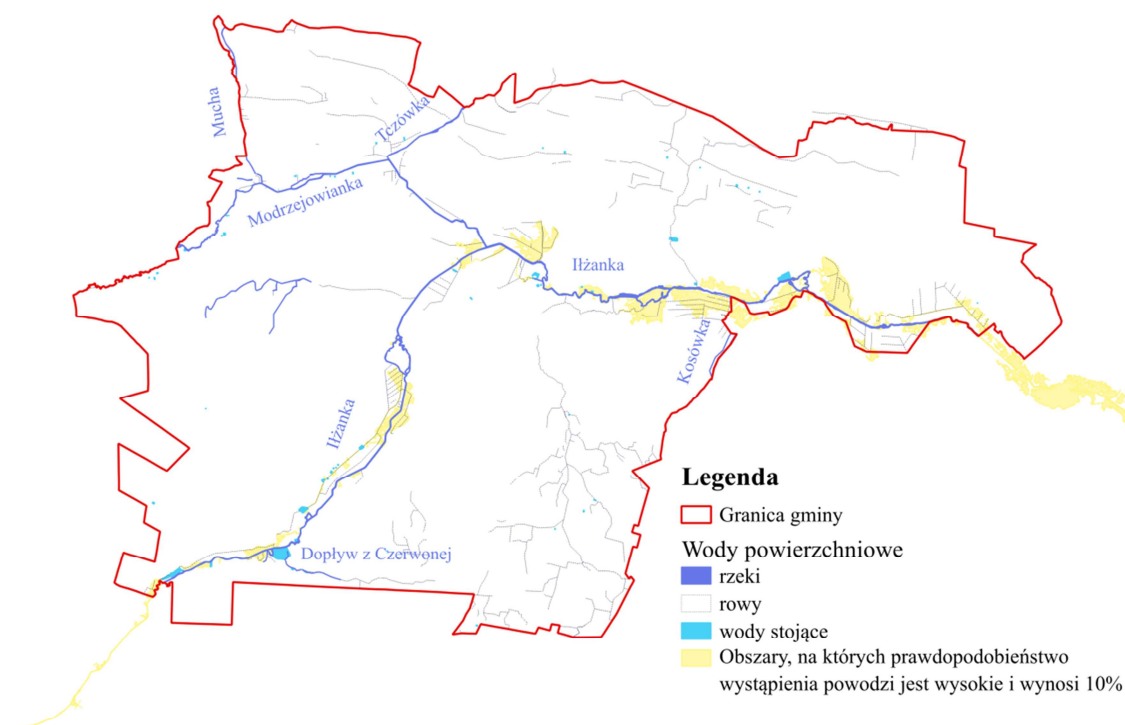 Mucha
Tczówka
Modrzejowianka
Iłżanka
Kosówka
Iłżanka
Dopływ z Czerwonej
Legenda
Granica gminy
Wody powierzchniowe
rzeki
rowy
wody stojące
Obszary, na których prawdopodobieństwo
wystąpienia powodzi jest wysokie i wynosi 10%